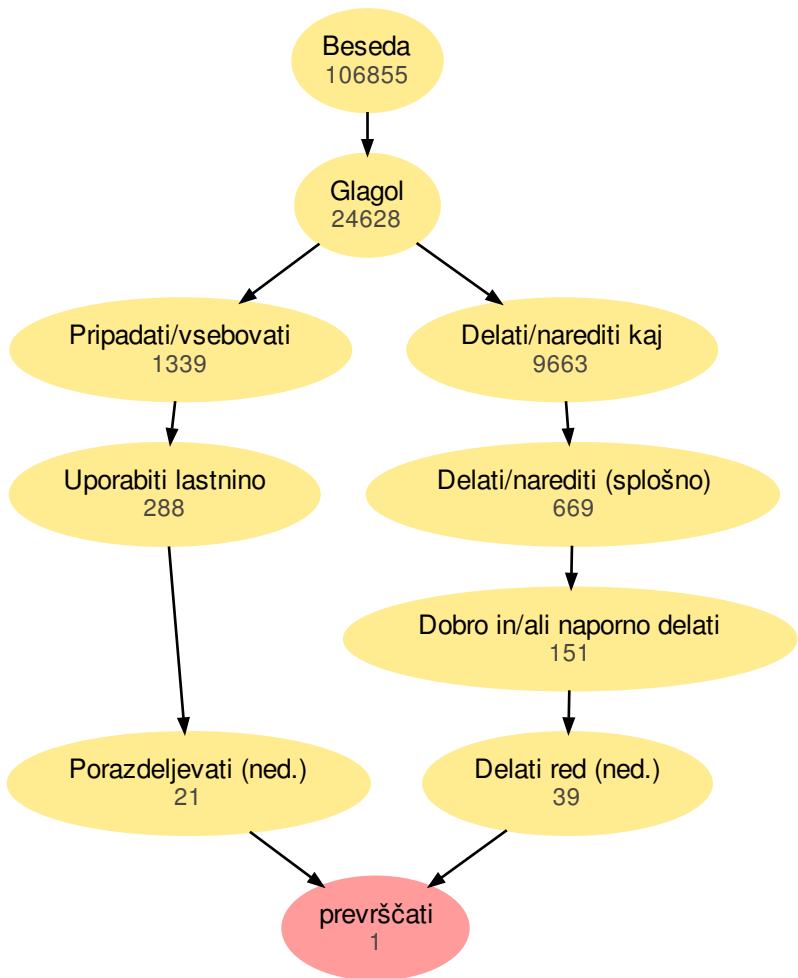 Beseda
106855
Glagol
24628
Pripadati/vsebovati
1339
Delati/narediti kaj
9663
Uporabiti lastnino
288
Delati/narediti (splošno)
669
Dobro in/ali naporno delati
151
Porazdeljevati (ned.)
21
Delati red (ned.)
39
prevrščati
1